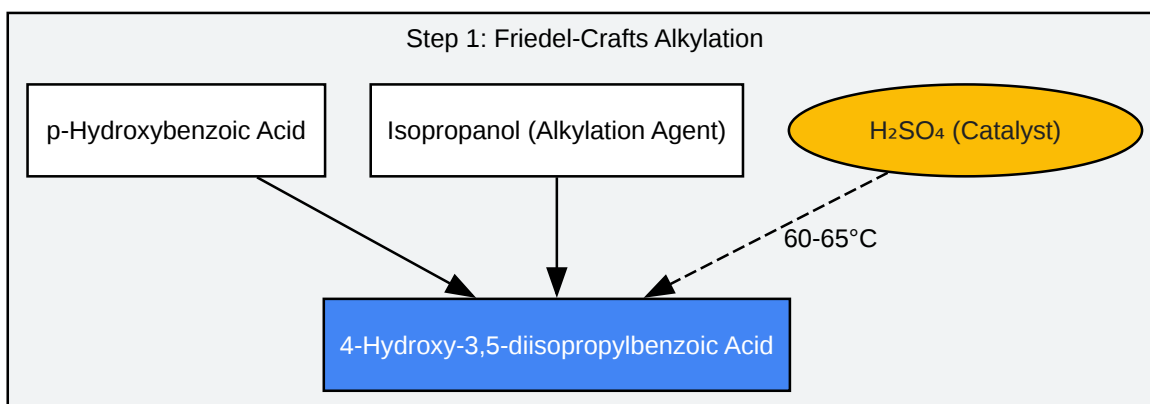 Step 1: Friedel-Crafts Alkylation
p-Hydroxybenzoic Acid
Isopropanol (Alkylation Agent)
H₂SO₄ (Catalyst)
60-65°C
4-Hydroxy-3,5-diisopropylbenzoic Acid